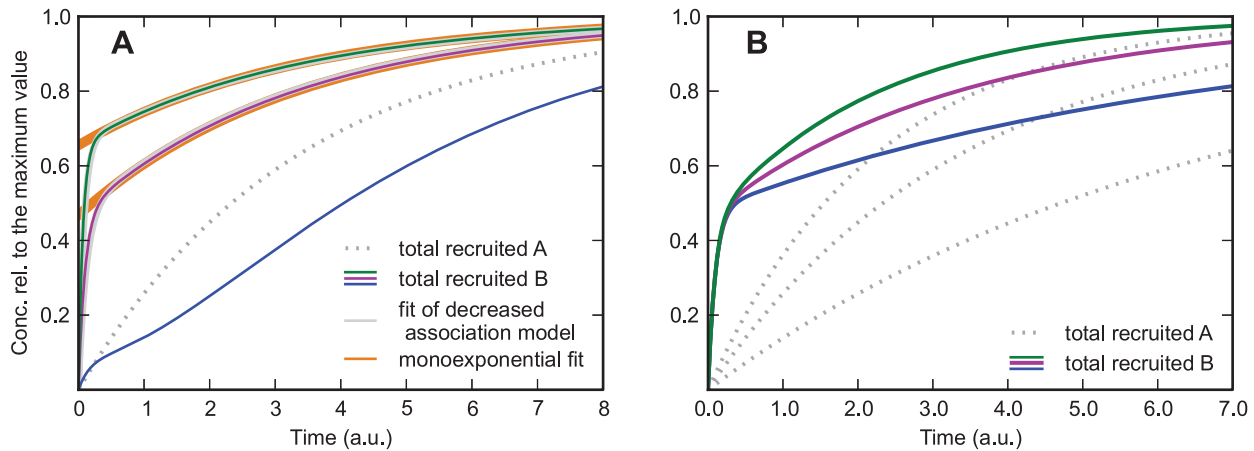 A
Conc. rel. to the maximum value
1.0
0.8
0.6
0.4
0.2
total recruited A
total recruited B
fit of decreased
association model
monoexponential fit
0 1 2 3 4 5 6 7 8
Time (a.u.)
B
1.0
0.8
0.6
0.4
0.2
total recruited A
total recruited B
0.0 1.0 2.0 3.0 4.0 5.0 6.0 7.0
Time (a.u.)